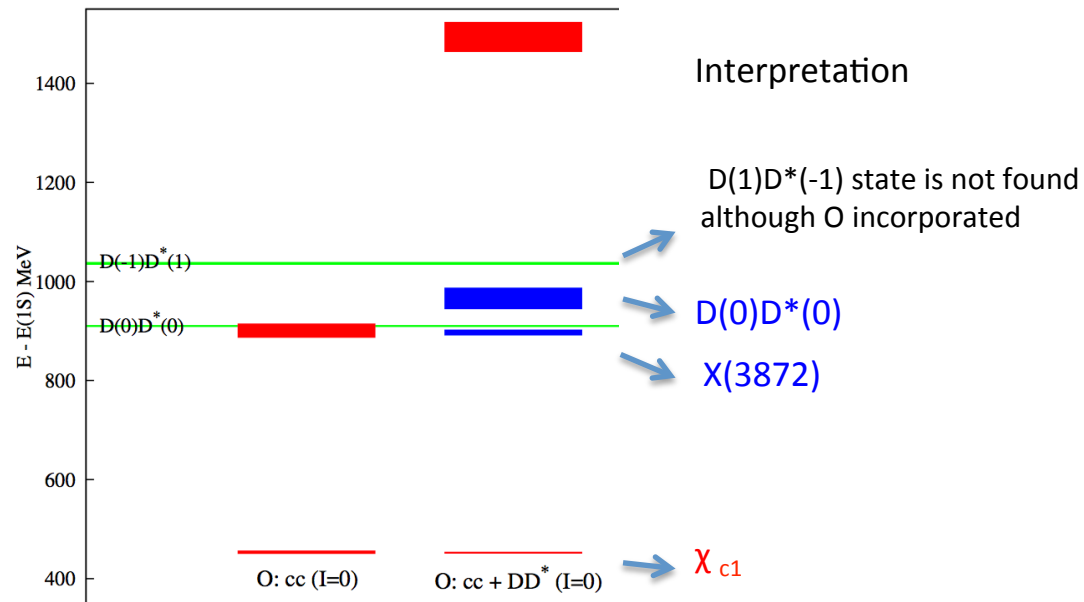 Interpretation
1400
D(1)D*(-1) state is not found
although O incorporated
1200
E - E(1S) MeV
D(-1)D*(1)
1000
D(0)D*(0)
D(0)D*(0)
X(3872)
800
600
χ c1
400
O: cc (I=0)
O: cc + DD* (I=0)